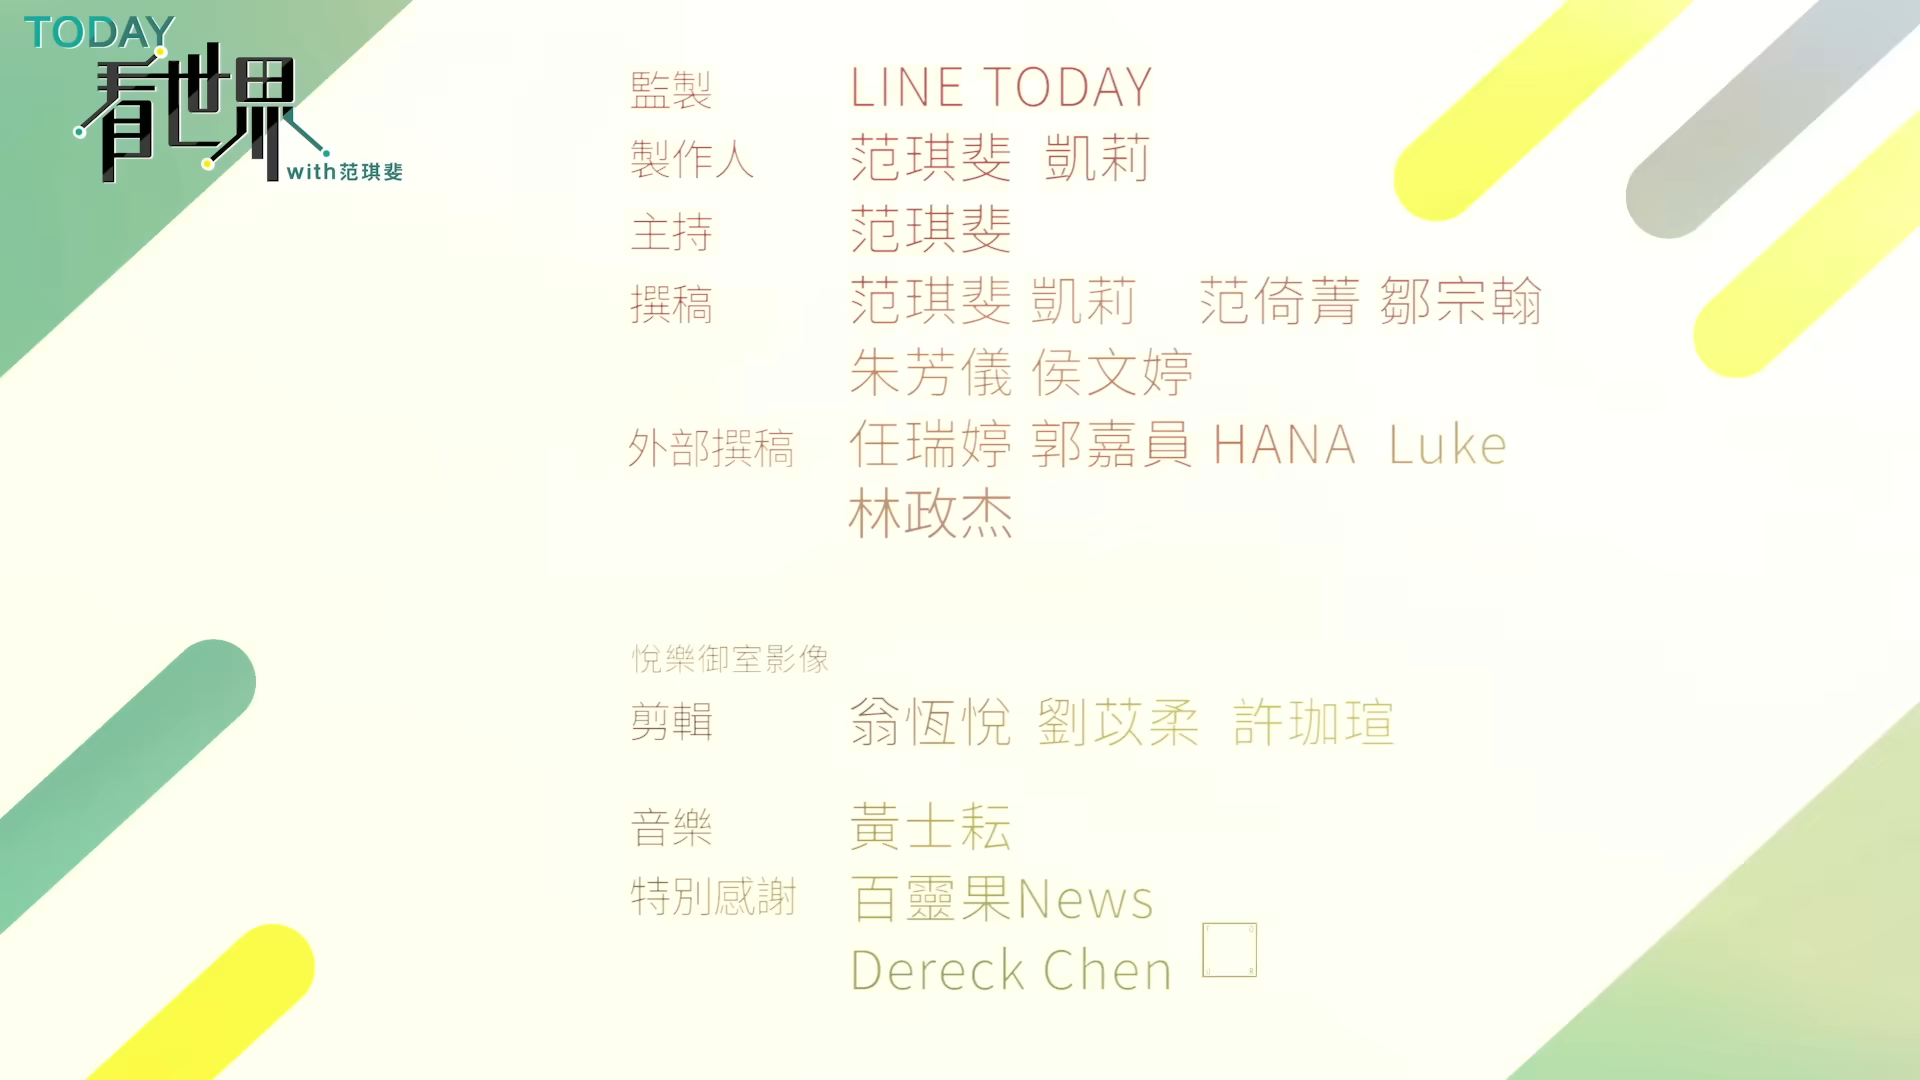 TODAY
看世界
with范琪斐
監製 LINE TODAY
製作人 范琪斐 凱莉
主持 范琪斐
撰稿 范琪斐 凱莉 范倚菁 鄒宗翰
朱芳儀 侯文婷
外部撰稿 任瑞婷 郭嘉員 HANA Luke
林政杰
悅樂御室影像
剪輯 翁恆悅 劉苡柔 許珈瑄
音樂 黃士耘
特別感謝 百靈果News
Dereck Chen